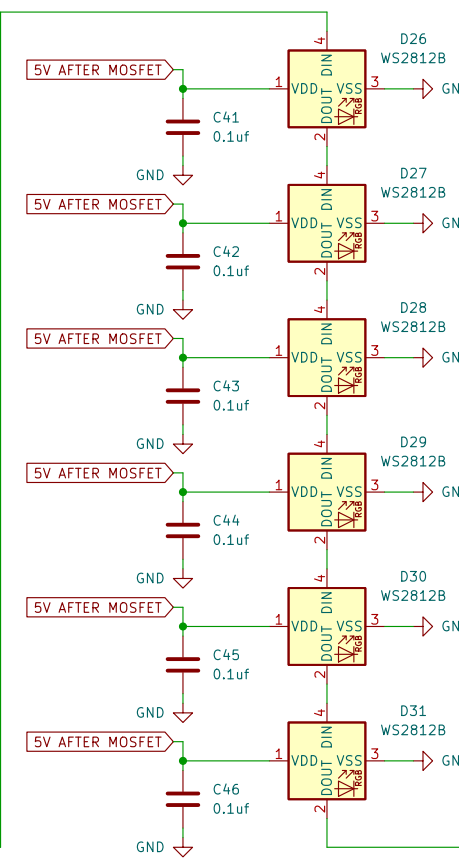 D26
WS2812B
5V AFTER MOSFET
4
DIN
1 VDD VSS 3 GN
DOUT RGB
2
C41
0.1uf
GND
D27
WS2812B
5V AFTER MOSFET
4
DIN
1 VDD VSS 3 GN
DOUT RGB
2
C42
0.1uf
GND
D28
WS2812B
5V AFTER MOSFET
4
DIN
1 VDD VSS 3 GN
DOUT RGB
2
C43
0.1uf
GND
D29
WS2812B
5V AFTER MOSFET
4
DIN
1 VDD VSS 3 GN
DOUT RGB
2
C44
0.1uf
GND
D30
WS2812B
5V AFTER MOSFET
4
DIN
1 VDD VSS 3 GN
DOUT RGB
2
C45
0.1uf
GND
D31
WS2812B
5V AFTER MOSFET
4
DIN
1 VDD VSS 3 GN
DOUT RGB
2
C46
0.1uf
GND